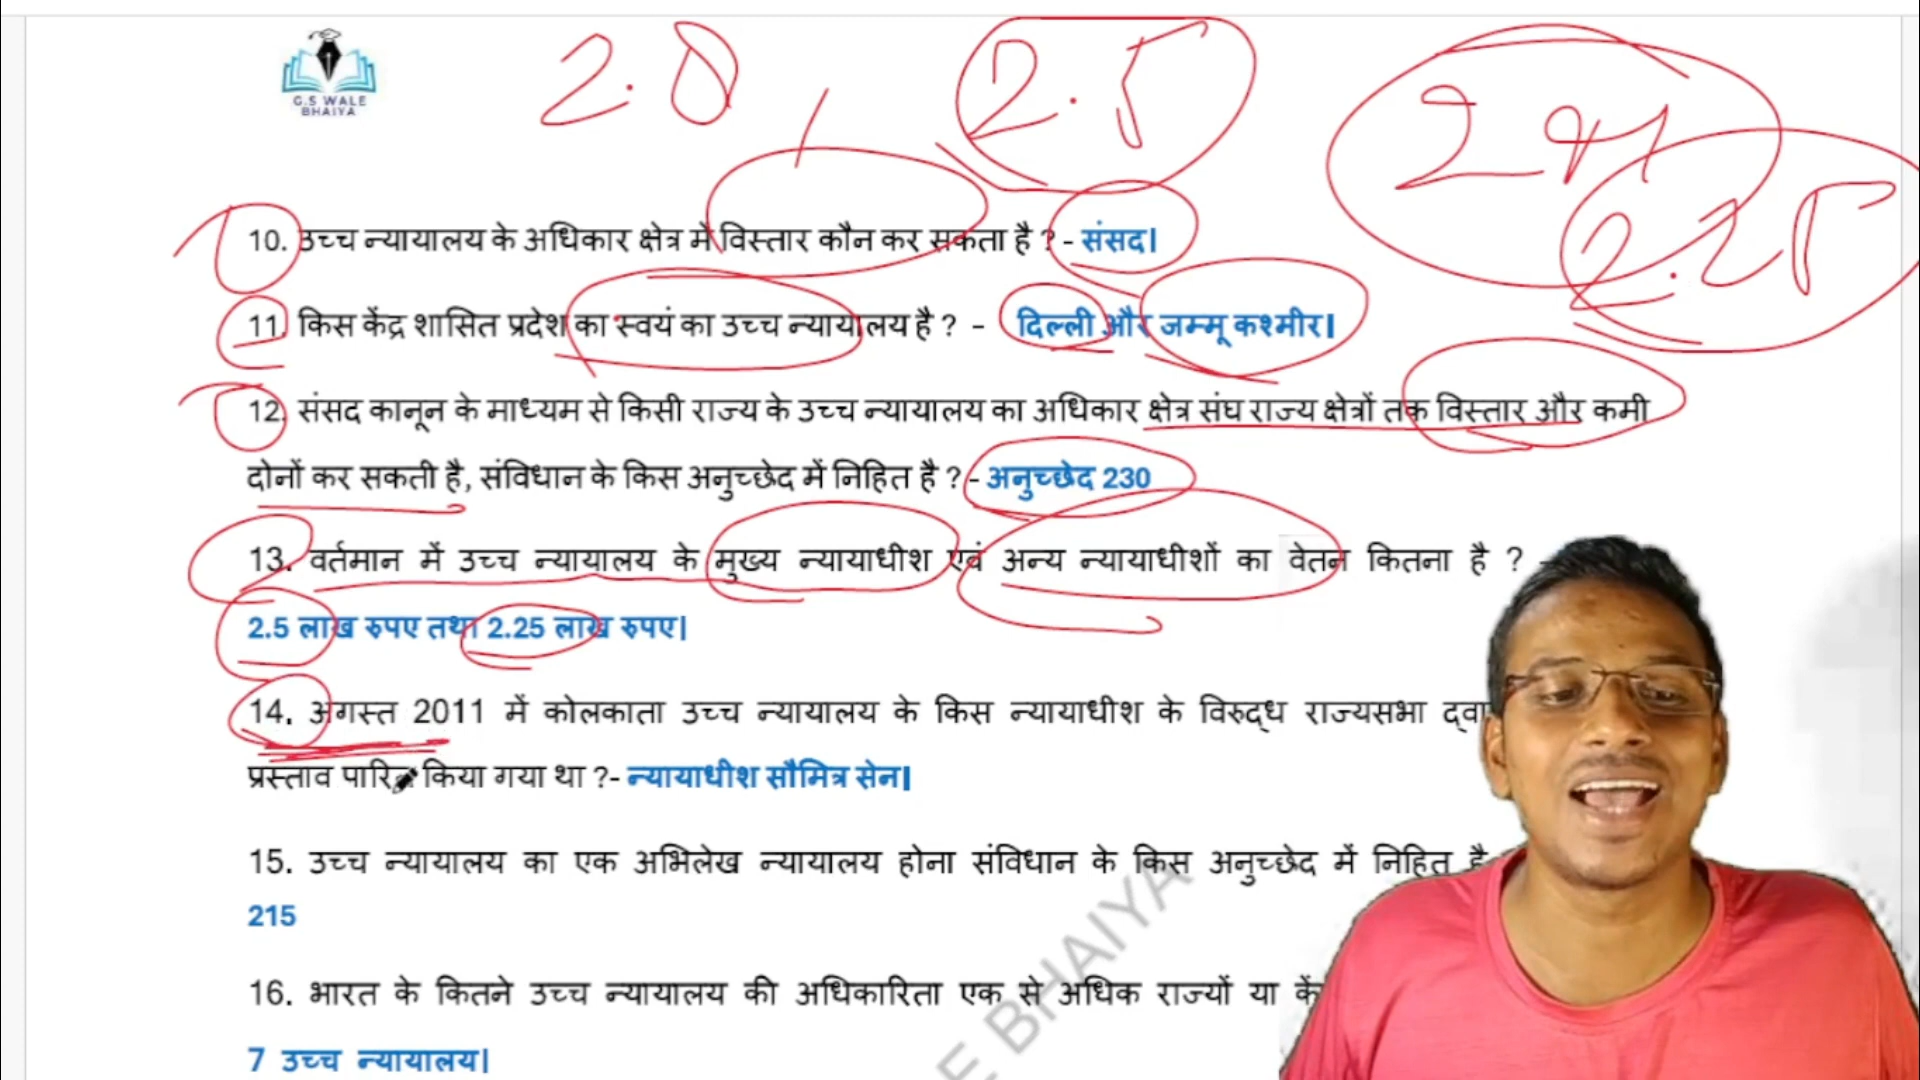 G.S WALE
BHAIYA
2.8, 2.5
2.25
10. उच्च न्यायालय के अधिकार क्षेत्र में विस्तार कौन कर सकता है ? - संसद।
11. किस केंद्र शासित प्रदेश का स्वयं का उच्च न्यायालय है ? - दिल्ली और जम्मू कश्मीर।
12. संसद कानून के माध्यम से किसी राज्य के उच्च न्यायालय का अधिकार क्षेत्र संघ राज्य क्षेत्रों तक विस्तार और कमी
दोनों कर सकती है, संविधान के किस अनुच्छेद में निहित है ? - अनुच्छेद 230
13. वर्तमान में उच्च न्यायालय के मुख्य न्यायाधीश एवं अन्य न्यायाधीशों का वेतन कितना है ? -
2.5 लाख रुपए तथा 2.25 लाख रुपए।
14. अगस्त 2011 में कोलकाता उच्च न्यायालय के किस न्यायाधीश के विरुद्ध राज्यसभा
प्रस्ताव पारित किया गया था ?- न्यायाधीश सौमित्र सेन।
15. उच्च न्यायालय का एक अभिलेख न्यायालय होना संविधान के किस अनुच्छेद में निहित है
215
16. भारत के कितने उच्च न्यायालय की अधिकारिता एक से अधिक राज्यों या
7 उच्च न्यायालय।
E BHAIYA